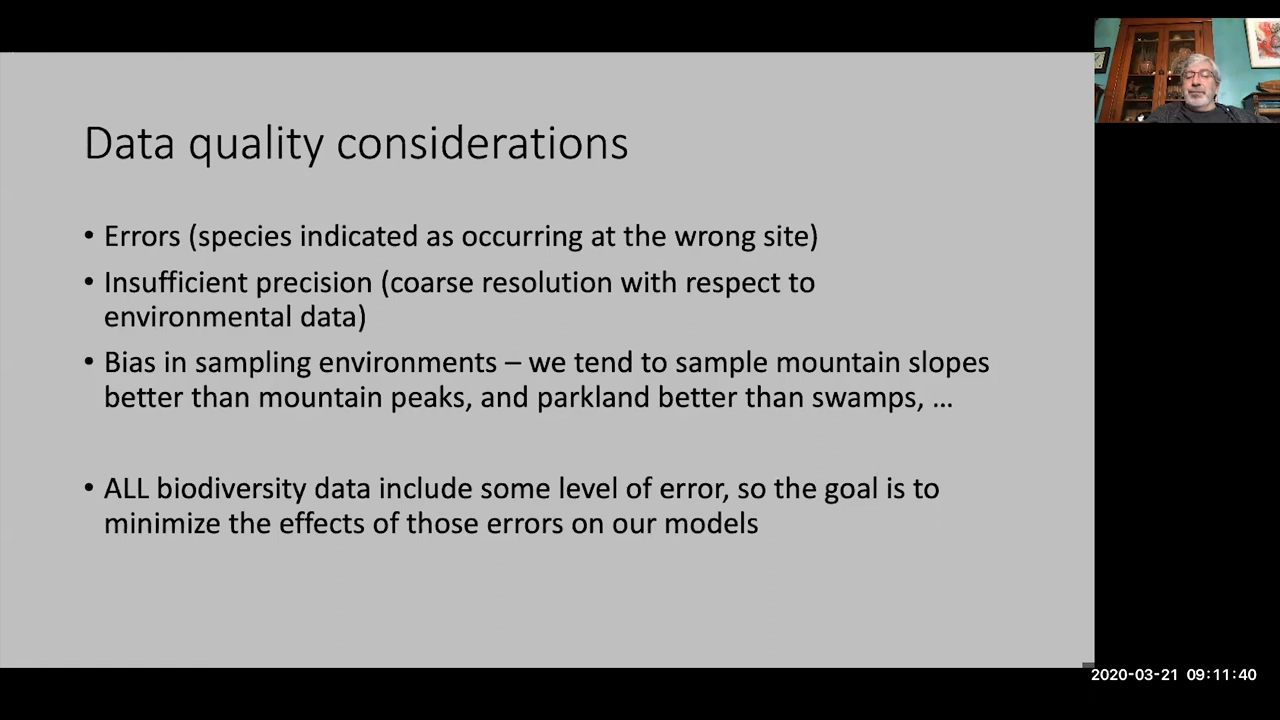 Data quality considerations
• Errors (species indicated as occurring at the wrong site)
• Insufficient precision (coarse resolution with respect to
environmental data)
• Bias in sampling environments – we tend to sample mountain slopes
better than mountain peaks, and parkland better than swamps, …
• ALL biodiversity data include some level of error, so the goal is to
minimize the effects of those errors on our models
2020-03-21 09:11:40